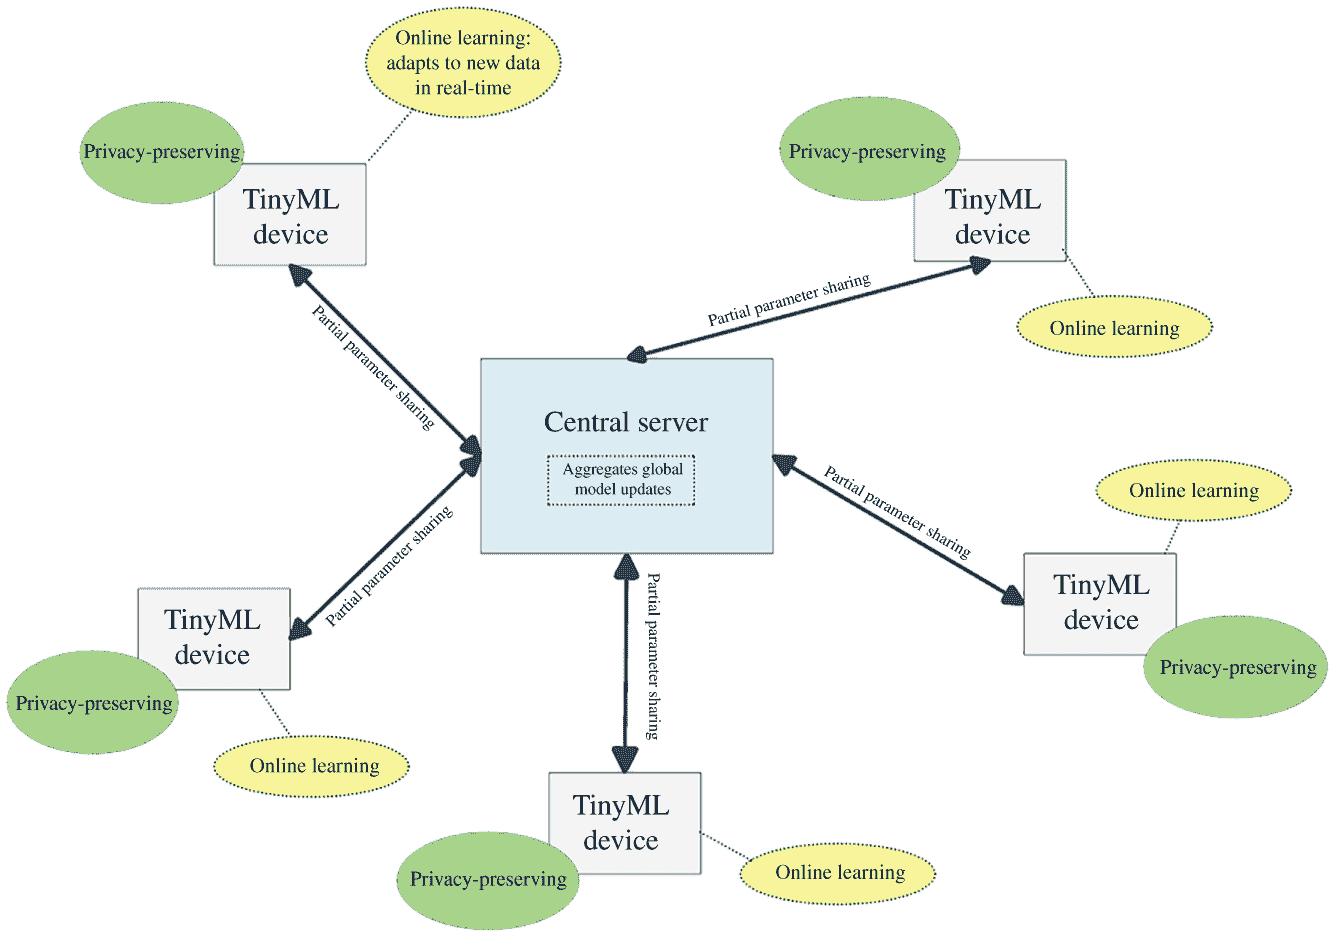 Online learning:
adapts to new data
in real-time
Privacy-preserving
TinyML
device
Privacy-preserving
TinyML
device
Online learning
Partial parameter sharing
Partial parameter sharing
Central server
Aggregates global
model updates
Partial parameter sharing
Online learning
TinyML
device
Privacy-preserving
Partial parameter sharing
TinyML
device
Privacy-preserving
Online learning
Partial parameter sharing
TinyML
device
Privacy-preserving
Online learning